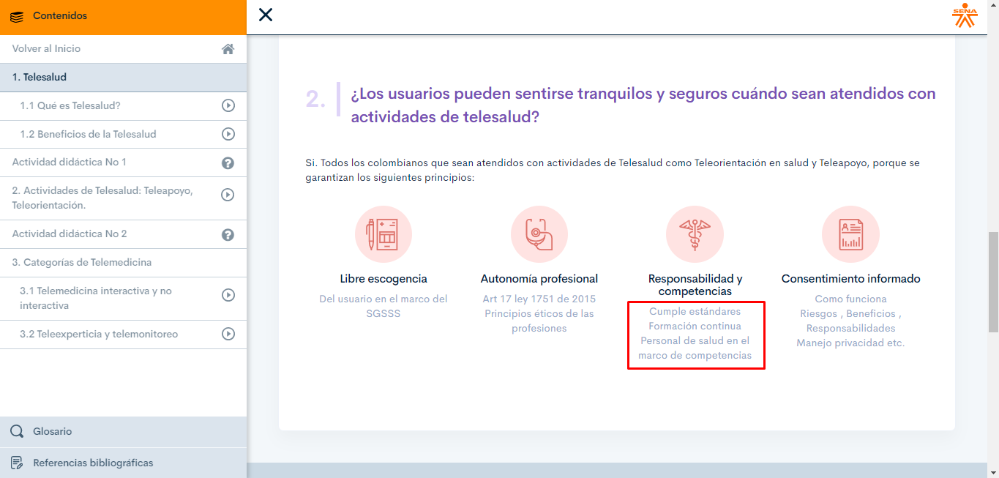 Contenidos
SENA
Volver al Inicio
1. Telesalud
1.1 Qué es Telesalud?
1.2 Beneficios de la Telesalud
Actividad didáctica No 1
2. Actividades de Telesalud: Teleapoyo,
Teleorientación.
Actividad didáctica No 2
3. Categorías de Telemedicina
3.1 Telemedicina interactiva y no
interactiva
3.2 Teleexperticia y telemonitoreo
Glosario
Referencias bibliográficas
2.
¿Los usuarios pueden sentirse tranquilos y seguros cuándo sean atendidos con
actividades de telesalud?
Si. Todos los colombianos que sean atendidos con actividades de Telesalud como Teleorientación en salud y Teleapoyo, porque se
garantizan los siguientes principios:
Libre escogencia
Del usuario en el marco del
SGSSS
Autonomía profesional
Art 17 ley 1751 de 2015
Principios éticos de las
profesiones
Responsabilidad y
competencias
Cumple estándares
Formación continua
Personal de salud en el
marco de competencias
Consentimiento informado
Como funciona
Riesgos , Beneficios ,
Responsabilidades
Manejo privacidad etc.